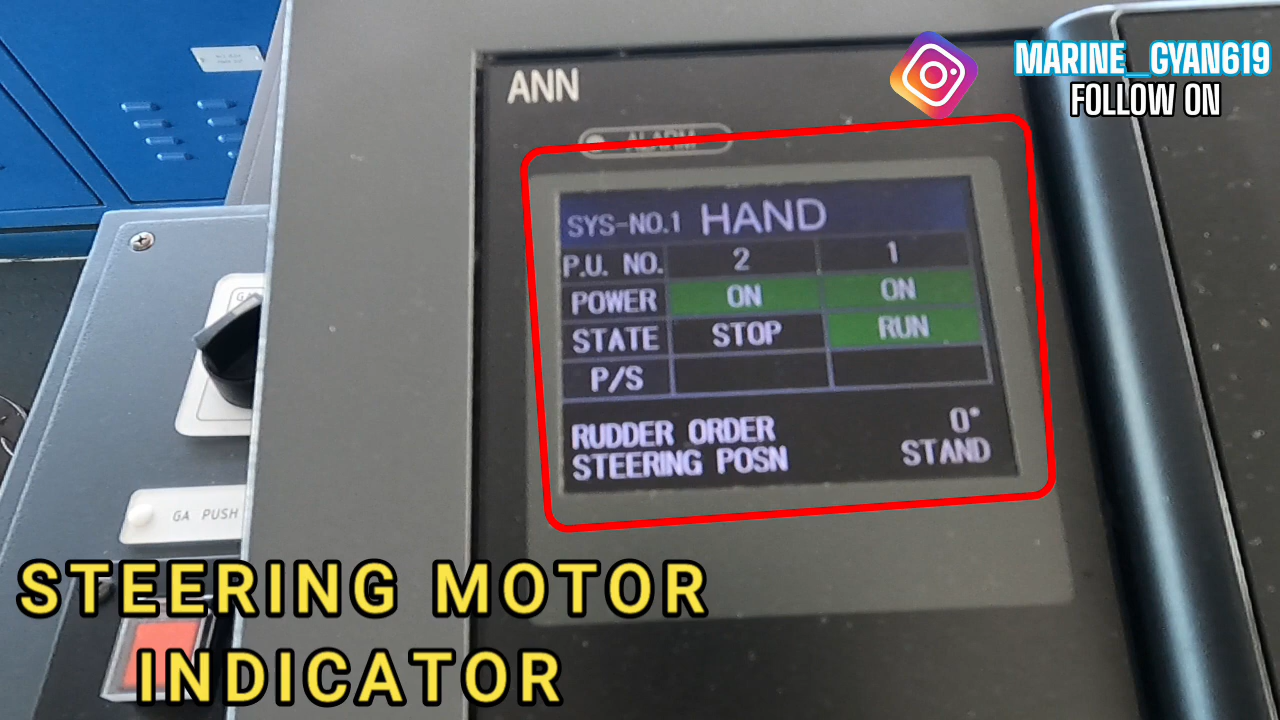 MARINE_GYAN619
FOLLOW ON
ANN
ALARM
SYS-NO.1 HAND
P.U. NO. 2 1
POWER ON ON
STATE STOP RUN
P/S
RUDDER ORDER 0°
STEERING POSN STAND
GA PUSH
STEERING MOTOR
INDICATOR